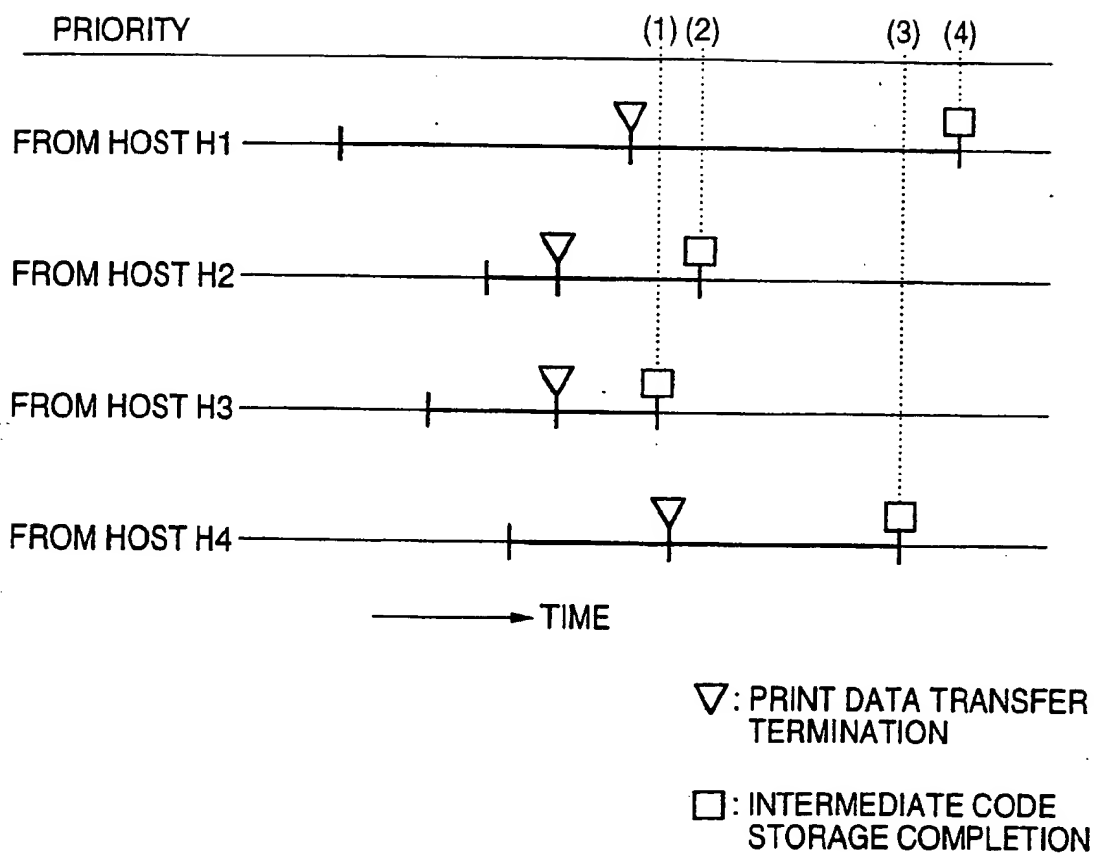 PRIORITY (1) (2) (3) (4)
FROM HOST H1
FROM HOST H2
FROM HOST H3
FROM HOST H4
TIME
: PRINT DATA TRANSFER
TERMINATION
: INTERMEDIATE CODE
STORAGE COMPLETION